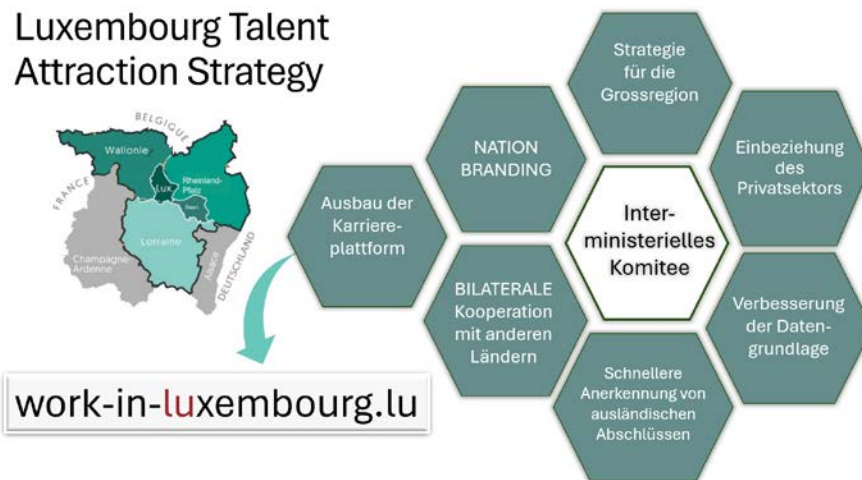 Luxembourg Talent
Attraction Strategy
BELGIQUE
Wallonie
FRANCE
Lux.
Rheinland-
Pfalz
Saar
Lorraine
Champagne-
Ardenne
Alsace
DEUTSCHLAND
work-in-luxembourg.lu
Ausbau der
Karriere-
plattform
NATION
BRANDING
BILATERALE
Kooperation
mit anderen
Ländern
Strategie
für die
Grossregion
Inter-
ministerielles
Komitee
Schnellere
Anerkennung von
ausländischen
Abschlüssen
Einbeziehung
des
Privatsektors
Verbesserung
der Daten-
grundlage